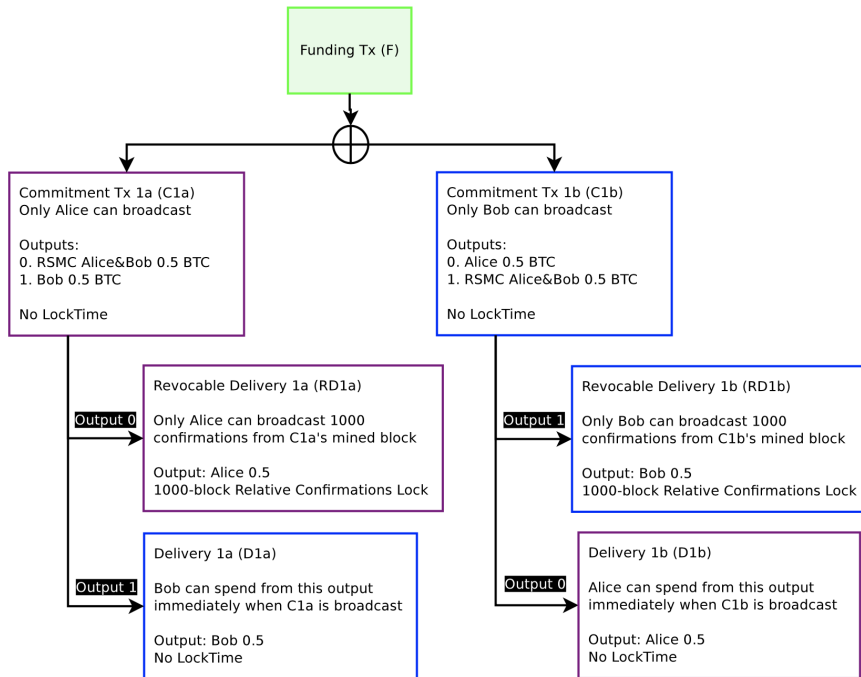 Funding Tx (F)
Commitment Tx 1a (C1a)
Only Alice can broadcast
Outputs:
0. RSMC Alice&Bob 0.5 BTC
1. Bob 0.5 BTC
No LockTime
Commitment Tx 1b (C1b)
Only Bob can broadcast
Outputs:
0. Alice 0.5 BTC
1. RSMC Alice&Bob 0.5 BTC
No LockTime
Output 0
Revocable Delivery 1a (RD1a)
Only Alice can broadcast 1000
confirmations from C1a's mined block
Output: Alice 0.5
1000-block Relative Confirmations Lock
Output 1
Revocable Delivery 1b (RD1b)
Only Bob can broadcast 1000
confirmations from C1b's mined block
Output: Bob 0.5
1000-block Relative Confirmations Lock
Output 1
Delivery 1a (D1a)
Bob can spend from this output
immediately when C1a is broadcast
Output: Bob 0.5
No LockTime
Output 0
Delivery 1b (D1b)
Alice can spend from this output
immediately when C1b is broadcast
Output: Alice 0.5
No LockTime